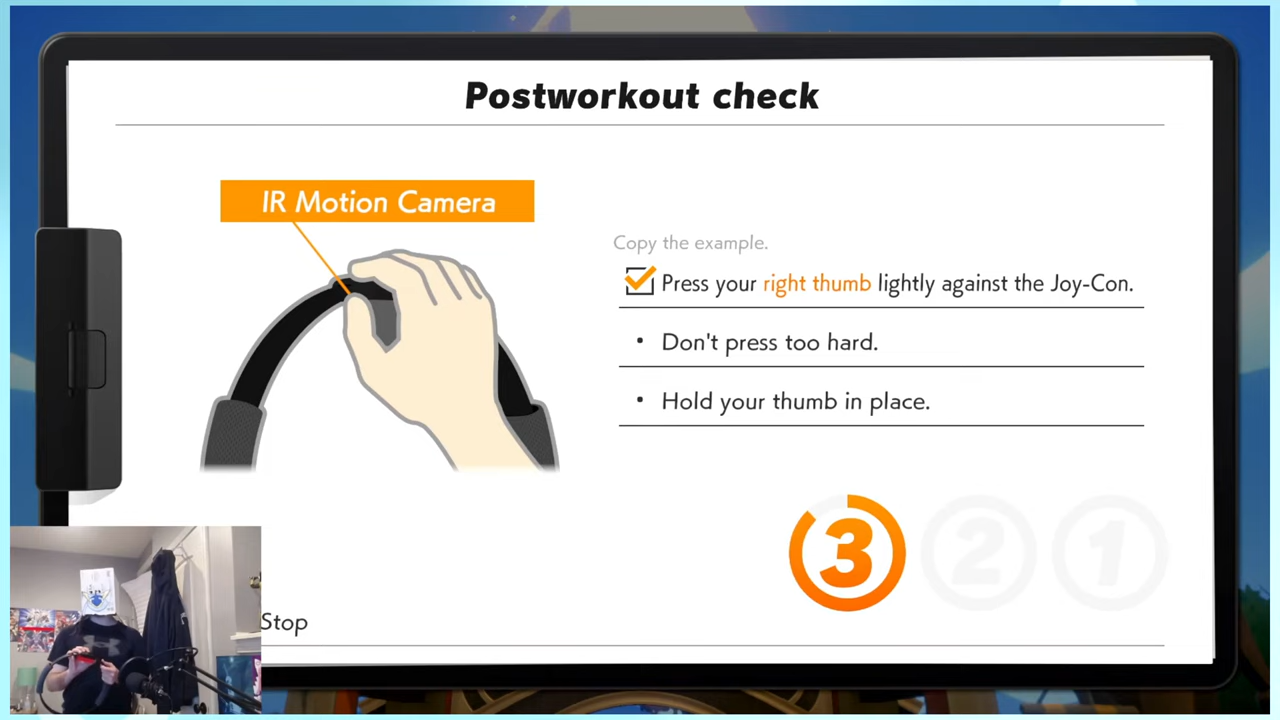 Postworkout check
IR Motion Camera
Copy the example.
Press your right thumb lightly against the Joy-Con.
• Don't press too hard.
• Hold your thumb in place.
3 2 1
Stop